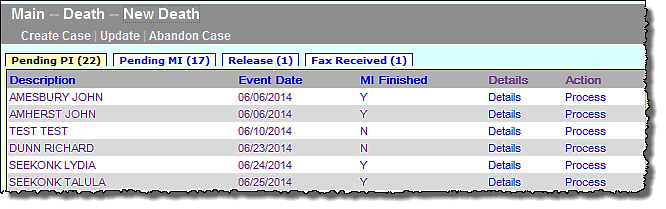 Main -- Death -- New Death
Create Case | Update | Abandon Case
Pending PI (22) Pending MI (17) Release (1) Fax Received (1)
Description Event Date MI Finished Details Action
AMESBURY JOHN 06/06/2014 Y Details Process
AMHERST JOHN 06/06/2014 Y Details Process
TEST TEST 06/10/2014 N Details Process
DUNN RICHARD 06/23/2014 N Details Process
SEEKONK LYDIA 06/24/2014 Y Details Process
SEEKONK TALULA 06/25/2014 Y Details Process